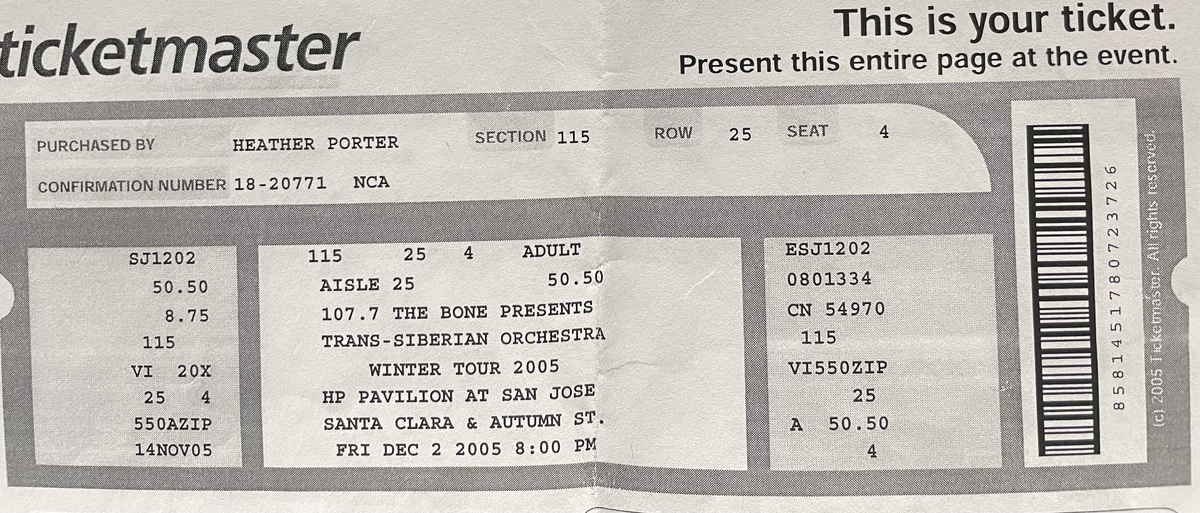 ticketmaster
This is your ticket.
Present this entire page at the event.
PURCHASED BY HEATHER PORTER SECTION 115 ROW 25 SEAT 4
CONFIRMATION NUMBER 18-20771 NCA
SJ1202
50.50
8.75
115
VI 20X
25 4
550AZIP
14NOV05
115 25 4 ADULT
AISLE 25 50.50
107.7 THE BONE PRESENTS
TRANS-SIBERIAN ORCHESTRA
WINTER TOUR 2005
HP PAVILION AT SAN JOSE
SANTA CLARA & AUTUMN ST.
FRI DEC 2 2005 8:00 PM
ESJ1202
0801334
CN 54970
115
VI550ZIP
25
A 50.50
4
8581451780723726
(c) 2005 Ticketmaster. All rights reserved.